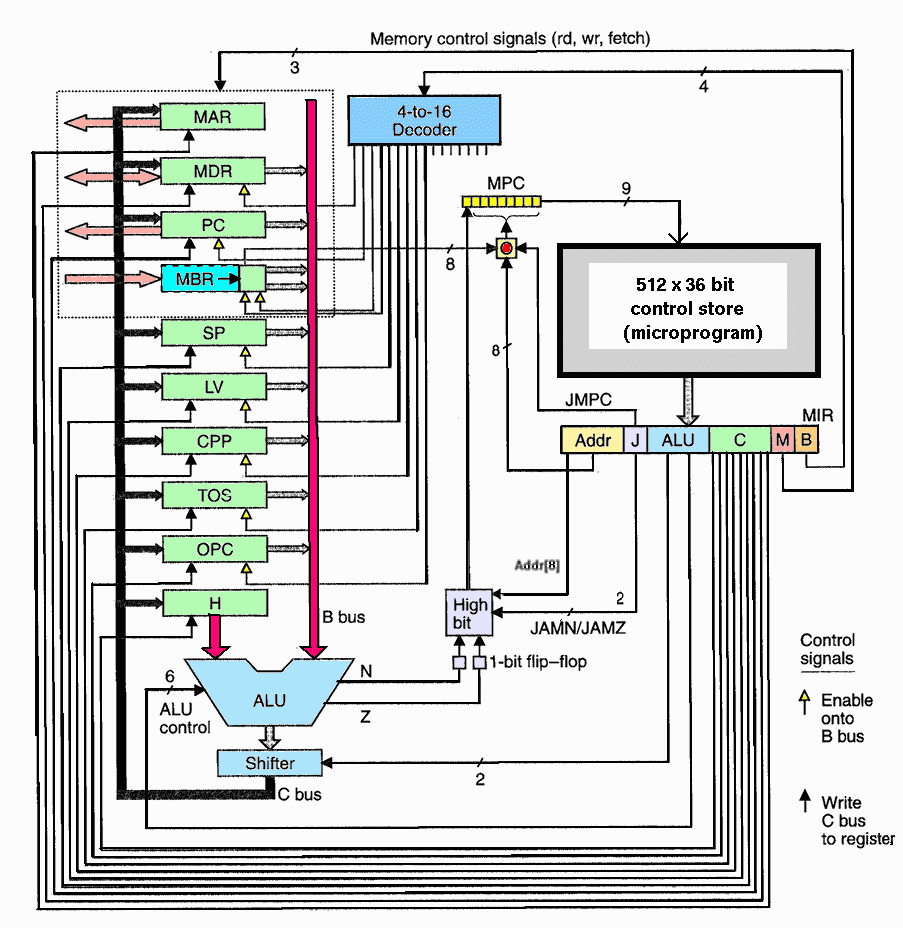 Memory control signals (rd, wr, fetch)
3
4
MAR
4-to-16
Decoder
MDR
MPC
9
PC
8
MBR
512 x 36 bit
control store
(microprogram)
SP
8
LV
JMPC
MIR
CPP
Addr
J
ALU
C
M
B
TOS
OPC
Addr[8]
H
High
bit
2
B bus
JAMN/JAMZ
Control
signals
N
1-bit flip–flop
6
ALU
ALU
control
Z
Enable
onto
B bus
Shifter
2
C bus
Write
C bus
to register